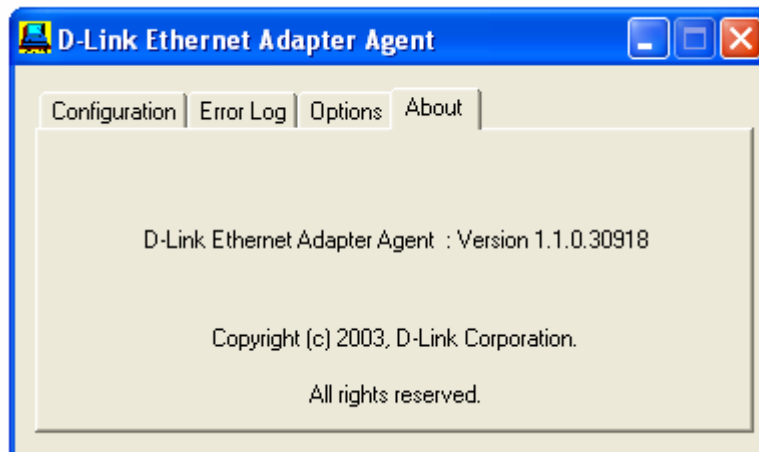 D-Link Ethernet Adapter Agent
Configuration Error Log Options About
D-Link Ethernet Adapter Agent : Version 1.1.0.30918
Copyright (c) 2003, D-Link Corporation.
All rights reserved.